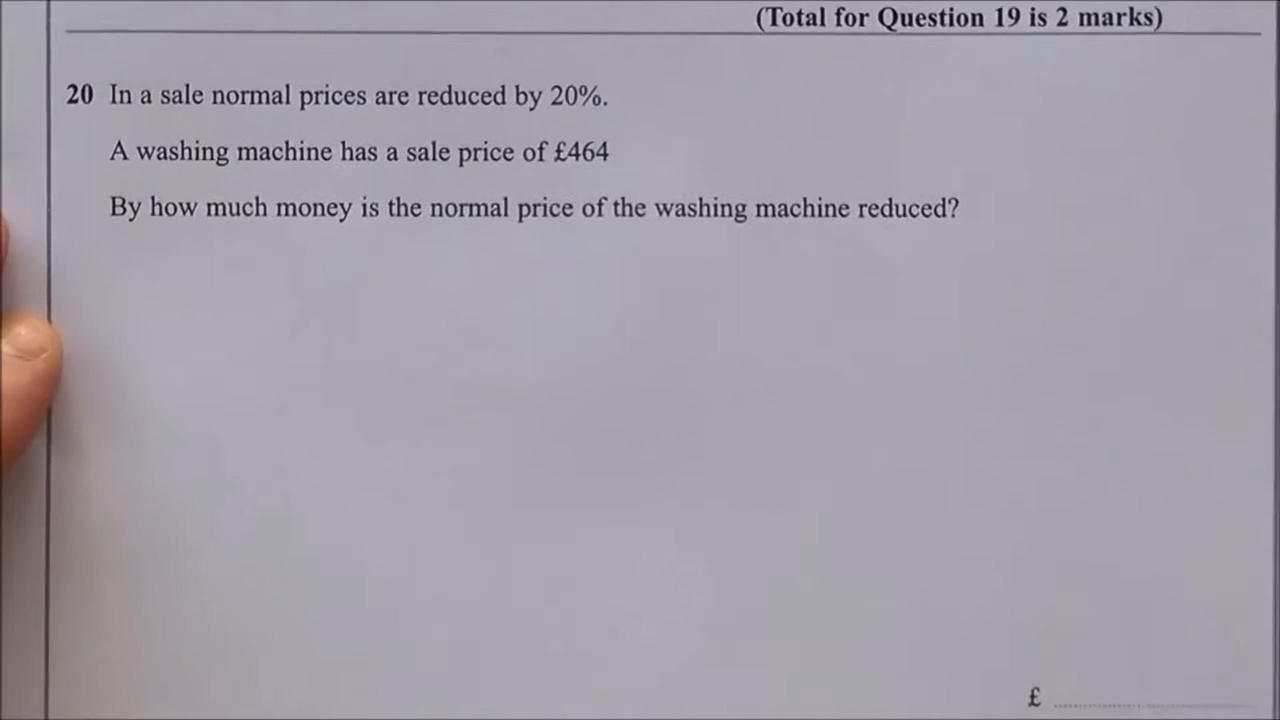 (Total for Question 19 is 2 marks)
20 In a sale normal prices are reduced by 20%.
A washing machine has a sale price of £464
By how much money is the normal price of the washing machine reduced?
£ ........................................